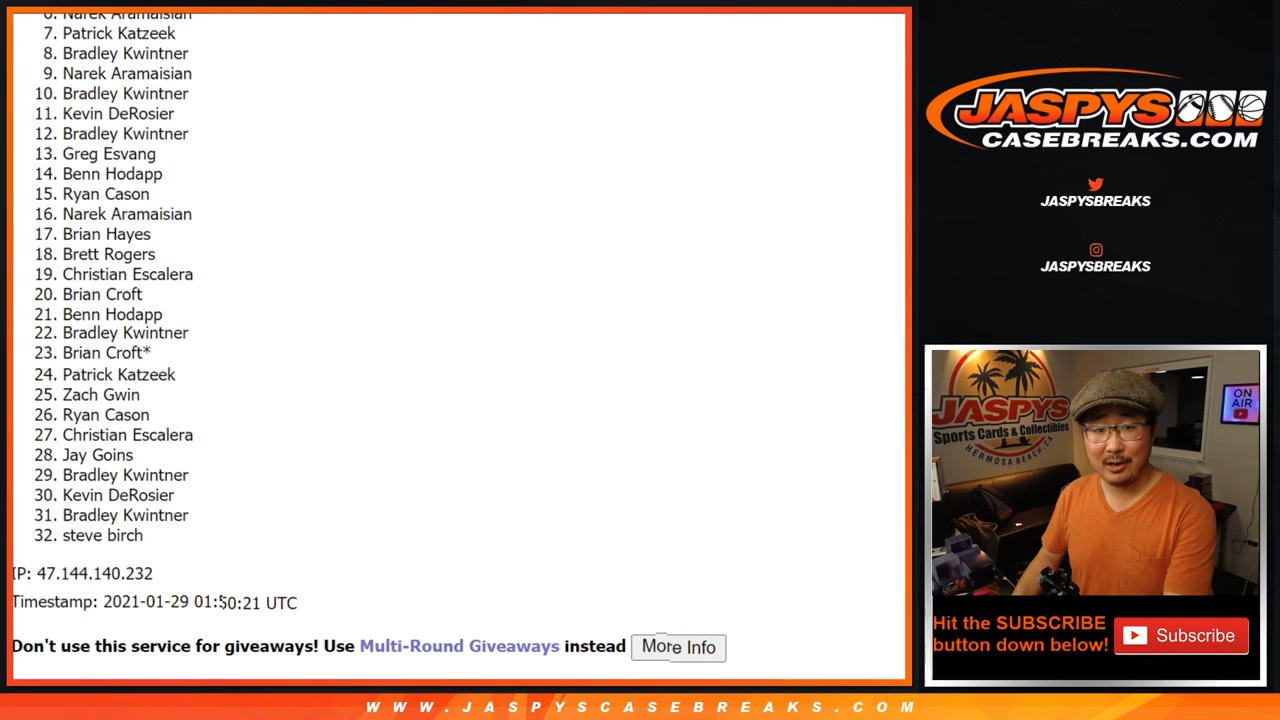 6. Narek Aramaisian
7. Patrick Katzeek
8. Bradley Kwintner
9. Narek Aramaisian
10. Bradley Kwintner
11. Kevin DeRosier
12. Bradley Kwintner
13. Greg Esvang
14. Benn Hodapp
15. Ryan Cason
16. Narek Aramaisian
17. Brian Hayes
18. Brett Rogers
19. Christian Escalera
20. Brian Croft
21. Benn Hodapp
22. Bradley Kwintner
23. Brian Croft*
24. Patrick Katzeek
25. Zach Gwin
26. Ryan Cason
27. Christian Escalera
28. Jay Goins
29. Bradley Kwintner
30. Kevin DeRosier
31. Bradley Kwintner
32. steve birch
IP: 47.144.140.232
Timestamp: 2021-01-29 01:50:21 UTC
Don't use this service for giveaways! Use Multi-Round Giveaways instead More Info
JASPYS
CASEBREAKS.COM
JASPYSBREAKS
JASPYSBREAKS
JASPYS
Sports Cards & Collectibles
HERMOSA BEACH, CA
ON
AIR
Hit the SUBSCRIBE
button down below!
Subscribe
WWW.JASPYSCASEBREAKS.COM